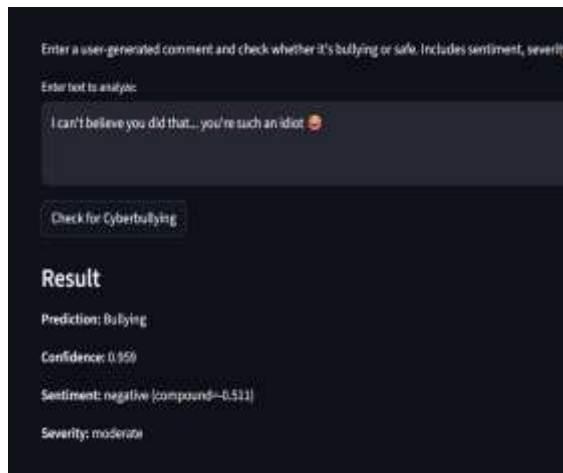 Enter a user-generated comment and check whether it's bullying or safe. Includes sentiment, severity
Enter text to analyze:
I can't believe you did that... you're such an idiot 😡
Check for Cyberbullying
Result
Prediction: Bullying
Confidence: 0.959
Sentiment: negative (compound=-0.511)
Severity: moderate